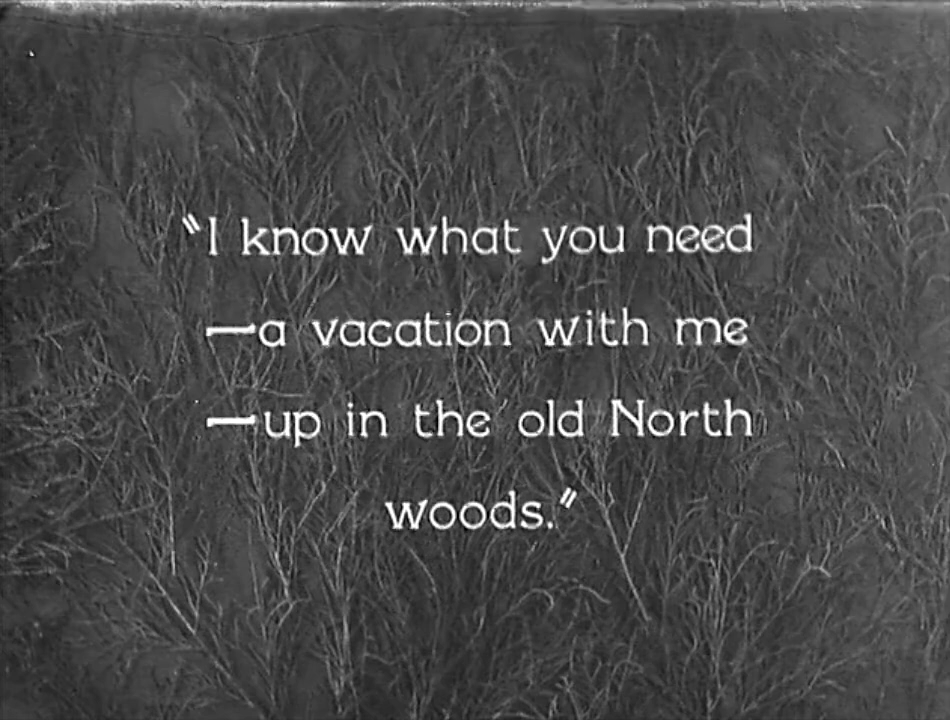 "I know what you need
—a vacation with me
—up in the old North
woods."